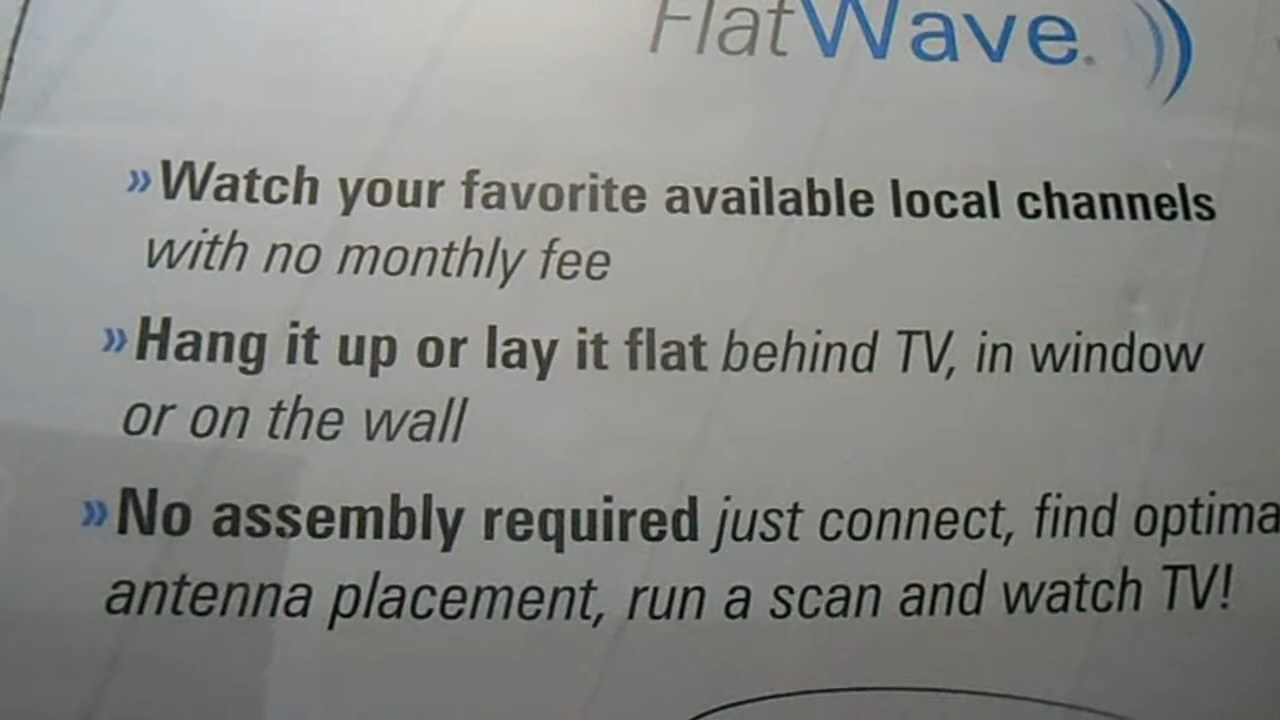 FlatWave.
» Watch your favorite available local channels
with no monthly fee
» Hang it up or lay it flat behind TV, in window
or on the wall
» No assembly required just connect, find optima
antenna placement, run a scan and watch TV!